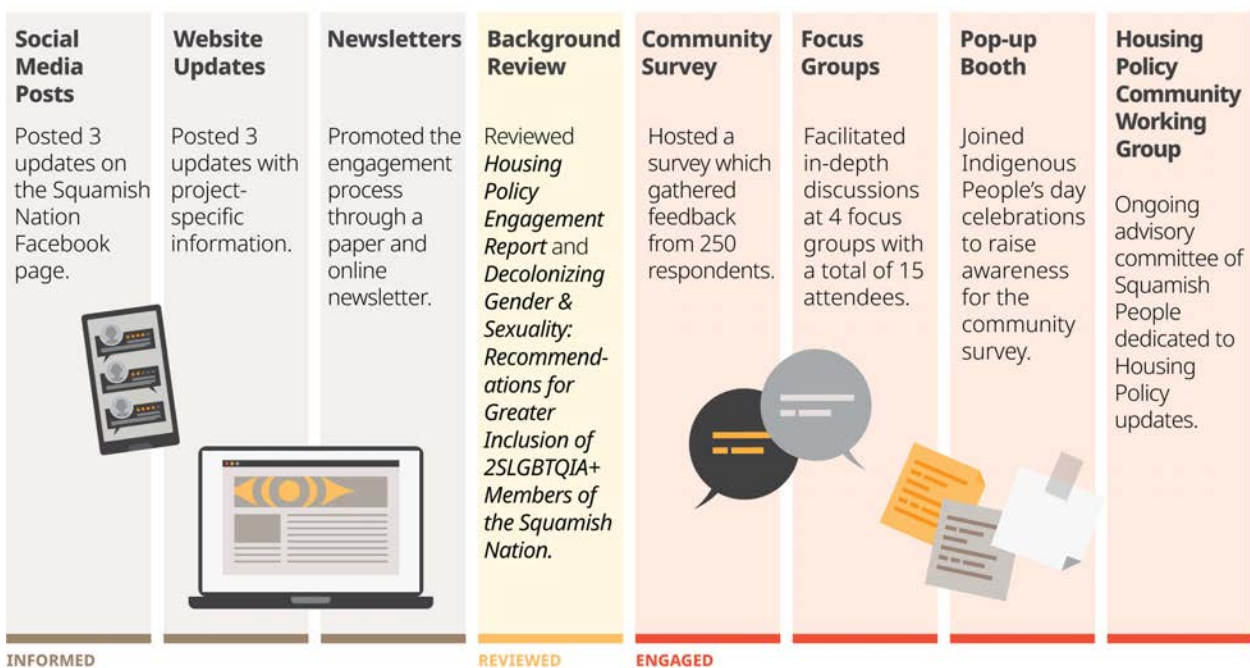 Social
Media
Posts
Posted 3
updates on
the Squamish
Nation
Facebook
page.
Website
Updates
Posted 3
updates with
project-
specific
information.
Newsletters
Promoted the
engagement
process
through a
paper and
online
newsletter.
Background
Review
Reviewed
Housing
Policy
Engagement
Report and
Decolonizing
Gender &
Sexuality:
Recommend-
ations for
Greater
Inclusion of
2SLGBTQIA+
Members of
the Squamish
Nation.
Community
Survey
Hosted a
survey which
gathered
feedback
from 250
respondents.
Focus
Groups
Facilitated
in-depth
discussions
at 4 focus
groups with
a total of 15
attendees.
Pop-up
Booth
Joined
Indigenous
People's day
celebrations
to raise
awareness
for the
community
survey.
Housing
Policy
Community
Working
Group
Ongoing
advisory
committee of
Squamish
People
dedicated to
Housing
Policy
updates.
INFORMED
REVIEWED
ENGAGED